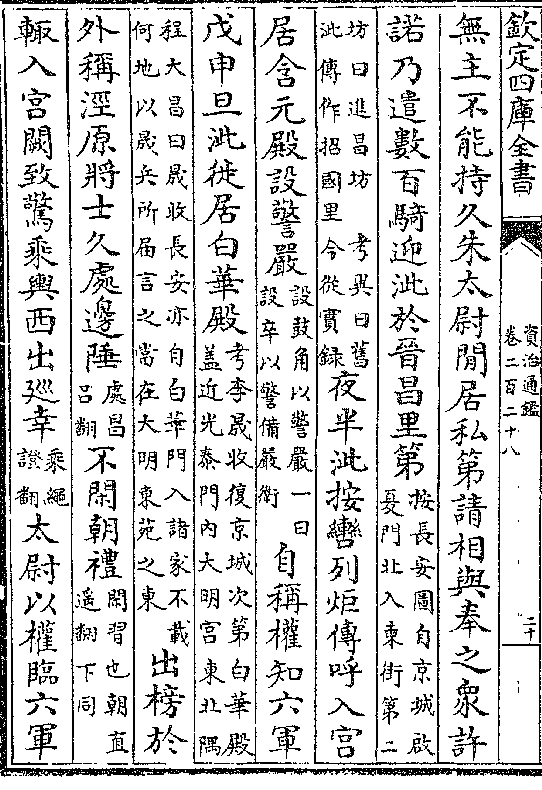 欽定四庫全書
資治通鑑
卷二百二十八
二十
無主不能持久朱太尉閒居私第請相與奉之衆許
諾乃遣數百騎迎泚於晉昌里第
按長安圖自京城啟
夏門北入東街第二
坊曰進昌坊 考異曰舊
泚傳作招國里今從實錄
夜半泚按轡列炬傳呼入宮
居含元殿設警嚴
設鼓角以警嚴一曰
設卒以警備嚴衛
自稱權知六軍
戊申旦泚徙居白華殿
考李晟收復京城次第白華殿
蓋近光泰門內大明宮東北隅
程大昌曰晟收長安亦自白華門入諸家不載
何地以晟兵所屆言之當在大明東苑之東
出榜於
外稱涇原將士久處邊陲
處昌
呂翻
不閑朝禮
閑習也朝直
遥翻下同
輙入宮闕致驚乘輿西出廵幸
乘繩
證翻
太尉以權臨六軍